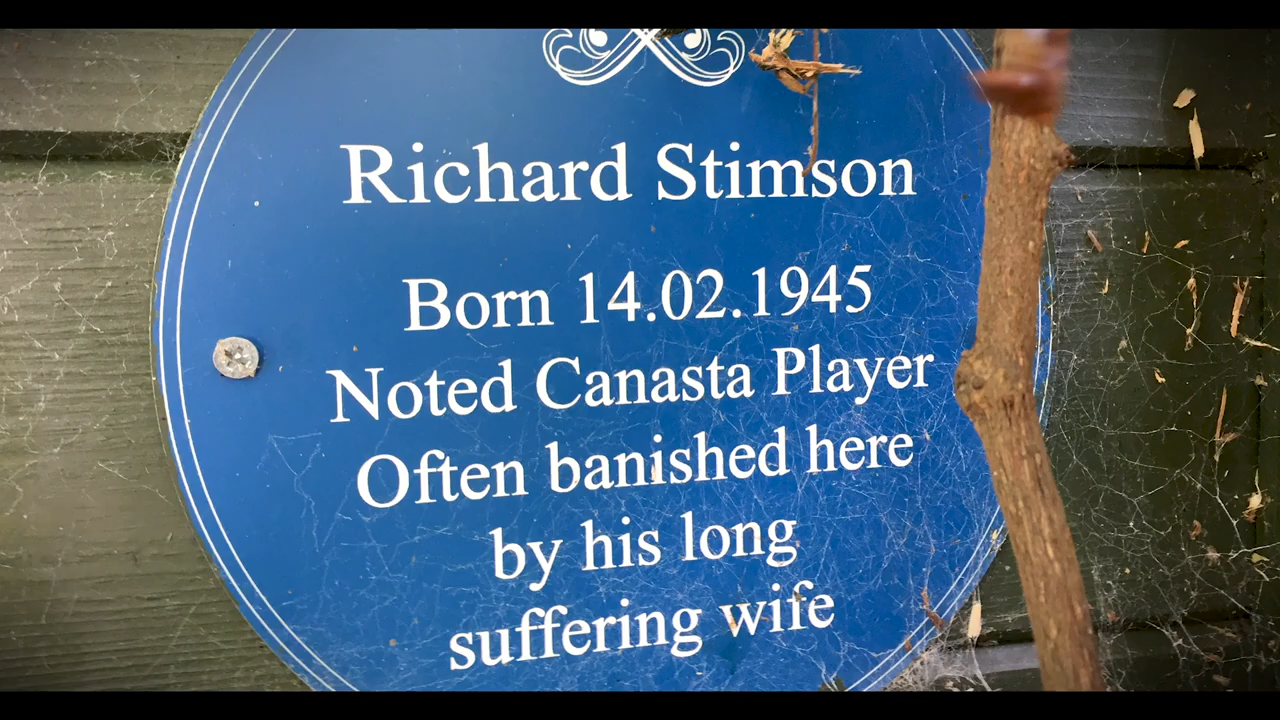 Richard Stimson
Born 14.02.1945
Noted Canasta Player
Often banished here
by his long
suffering wife